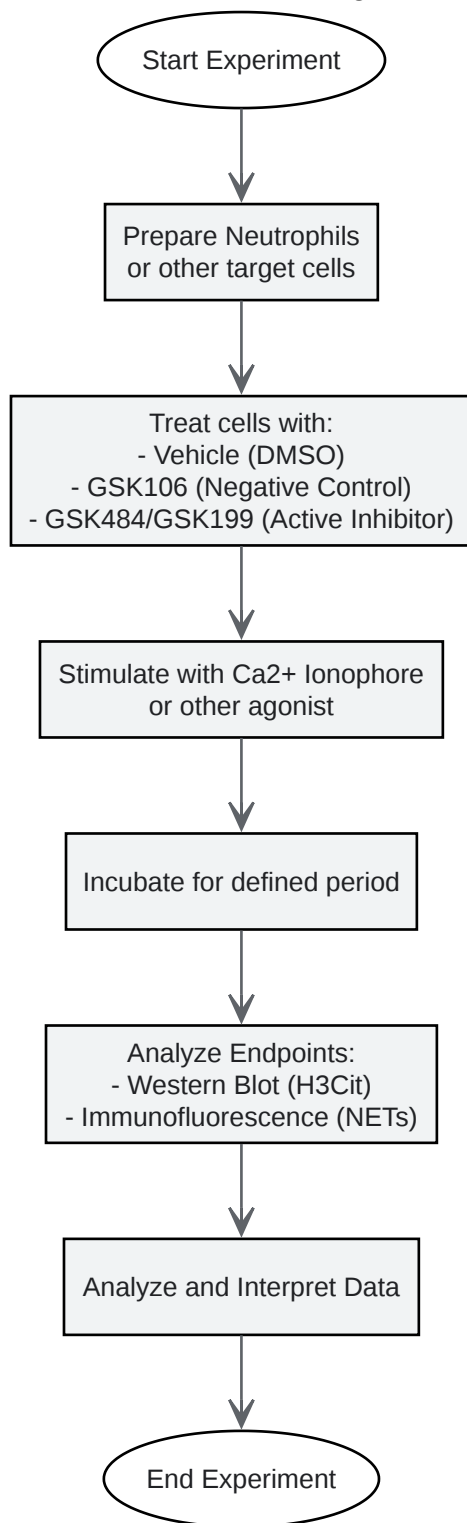 Start Experiment
Prepare Neutrophils
or other target cells
Treat cells with:
- Vehicle (DMSO)
- GSK106 (Negative Control)
- GSK484/GSK199 (Active Inhibitor)
Stimulate with Ca2+ Ionophore
or other agonist
Incubate for defined period
Analyze Endpoints:
- Western Blot (H3Cit)
- Immunofluorescence (NETs)
Analyze and Interpret Data
End Experiment